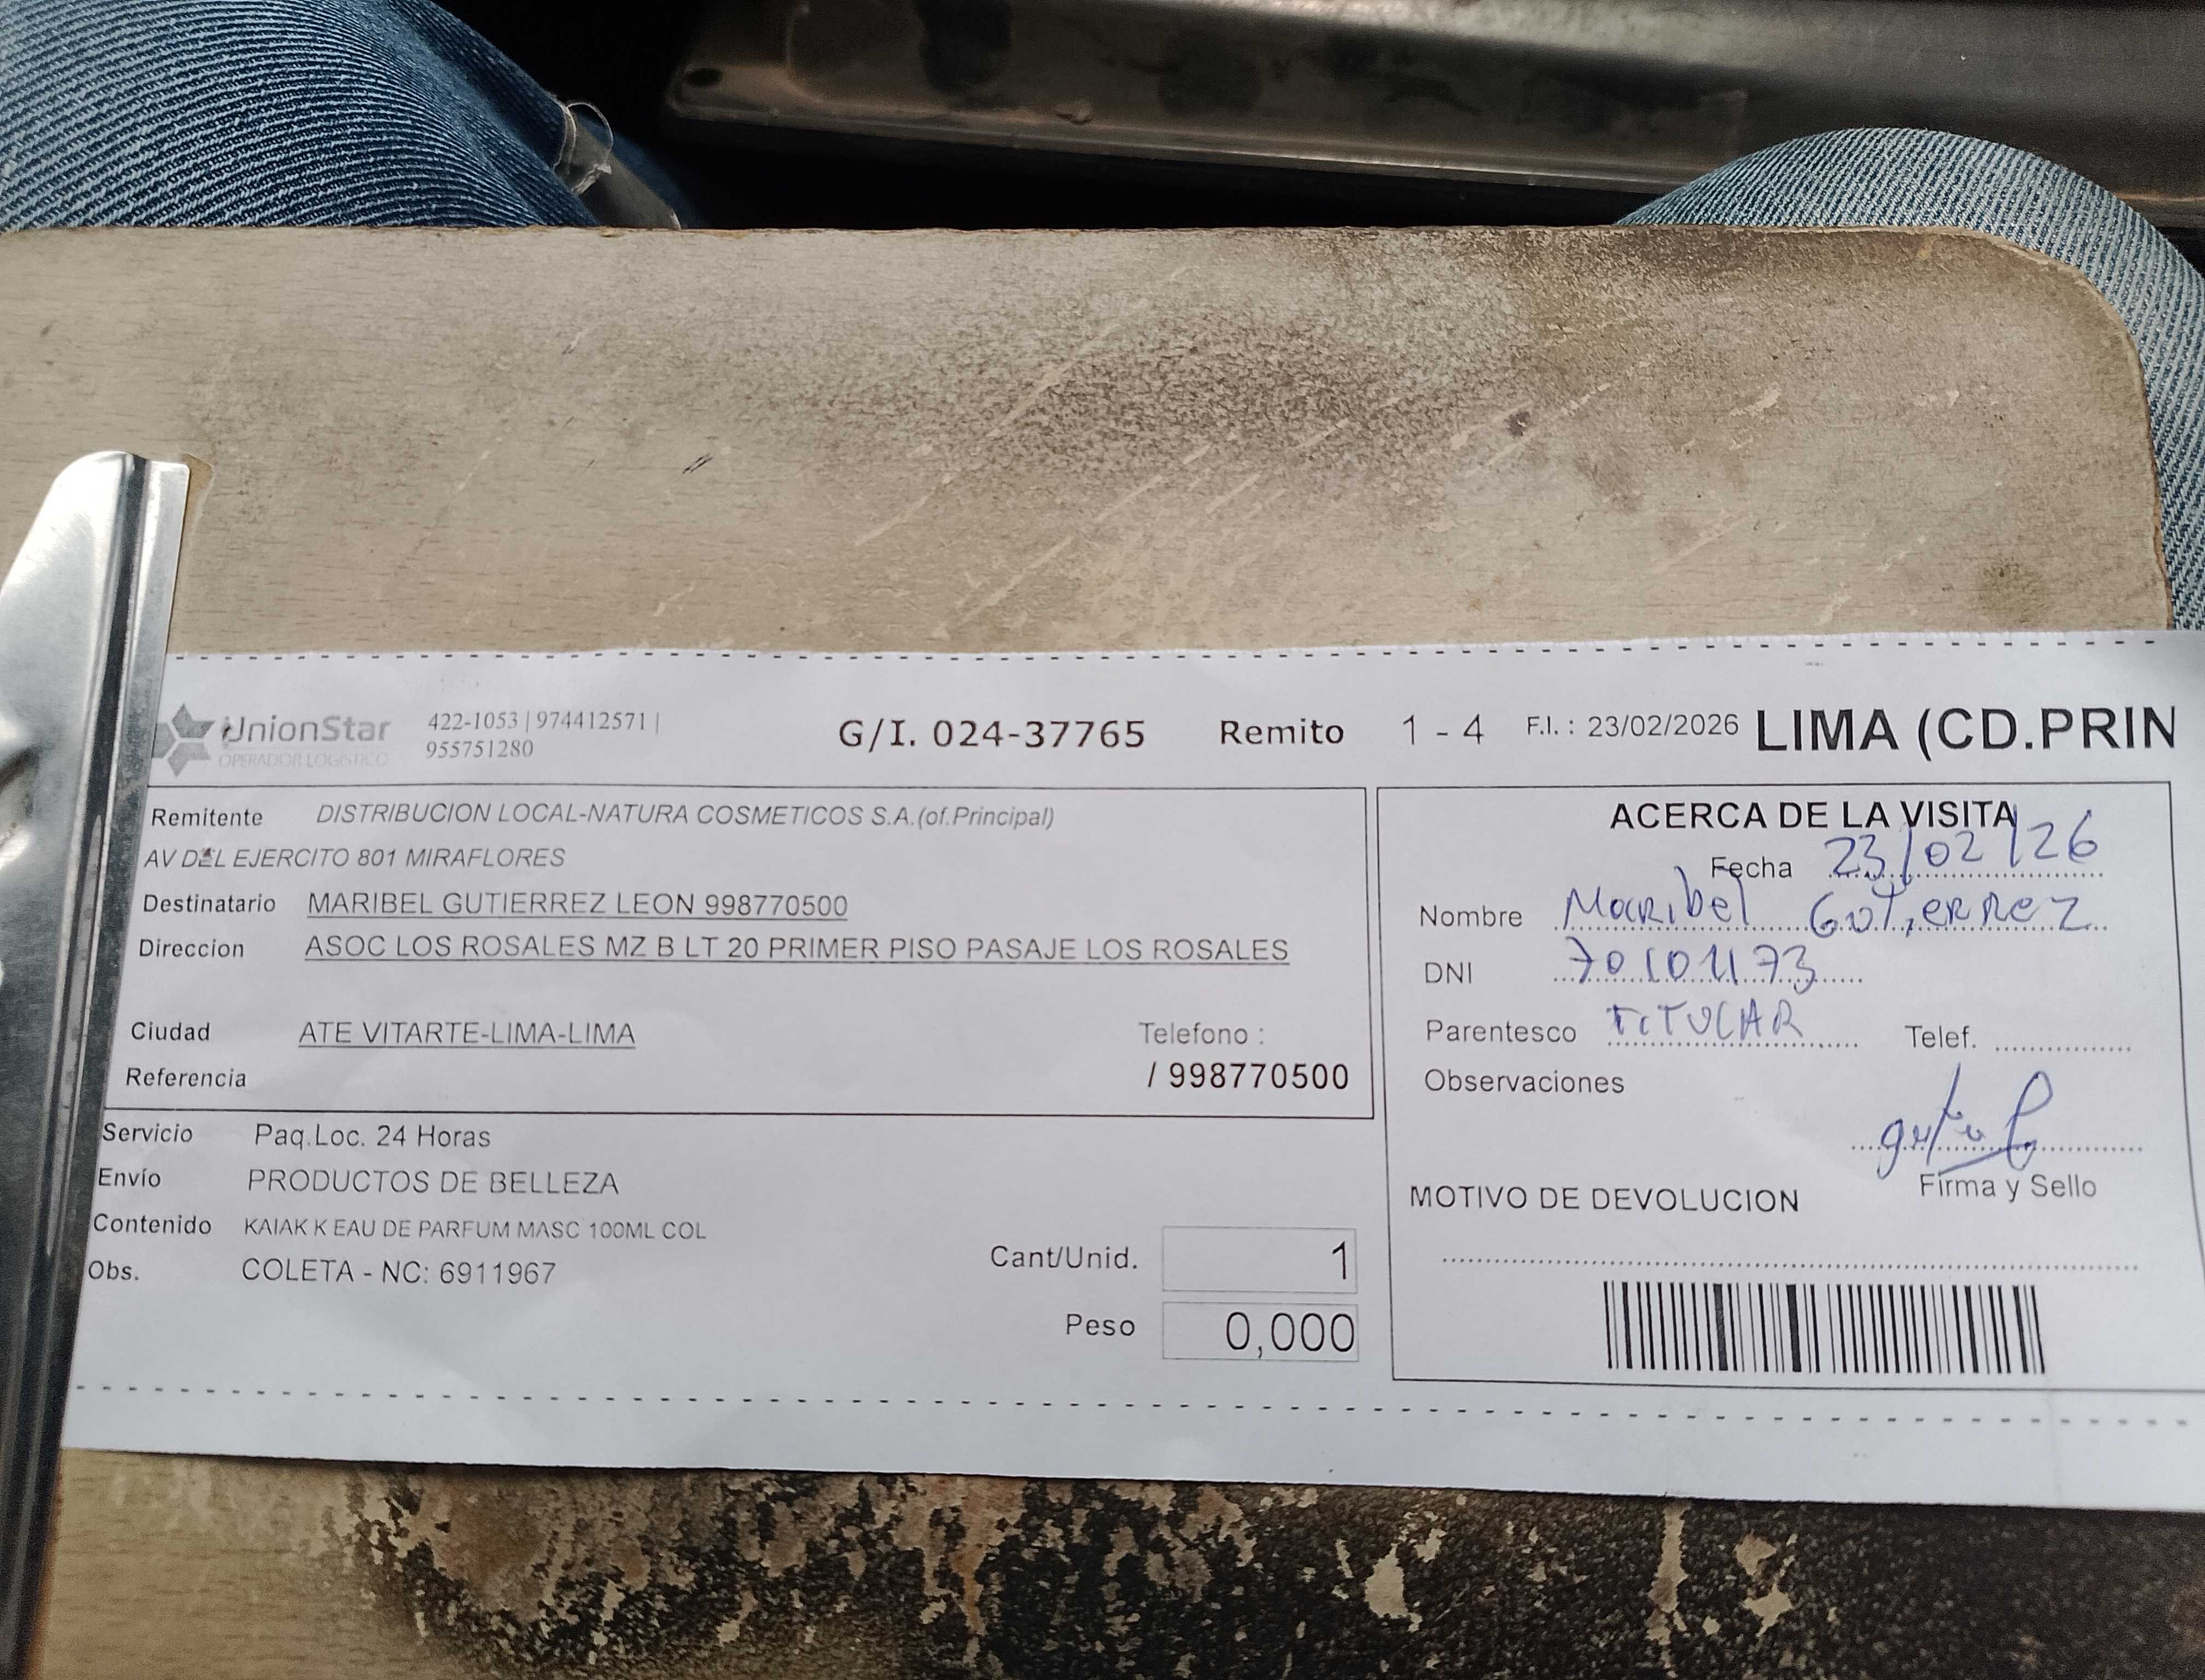 UnionStar
OPERADOR LOGISTICO
422-1053 | 974412571 |
955751280
G/I. 024-37765 Remito 1 - 4 F.I. : 23/02/2026 LIMA (CD.PRIN
Remitente DISTRIBUCION LOCAL-NATURA COSMETICOS S.A.(of.Principal)
AV DEL EJERCITO 801 MIRAFLORES
Destinatario MARIBEL GUTIERREZ LEON 998770500
Direccion ASOC LOS ROSALES MZ B LT 20 PRIMER PISO PASAJE LOS ROSALES
Ciudad ATE VITARTE-LIMA-LIMA Telefono :
Referencia / 998770500
Servicio Paq.Loc. 24 Horas
Envío PRODUCTOS DE BELLEZA
Contenido KAIAK K EAU DE PARFUM MASC 100ML COL
Obs. COLETA - NC: 6911967
Cant/Unid. 1
Peso 0,000
ACERCA DE LA VISITA
Fecha 23/02/26
Nombre Maribel Gutierrez
DNI
Parentesco TITULAR Telef.
Observaciones
Firma y Sello
MOTIVO DE DEVOLUCION